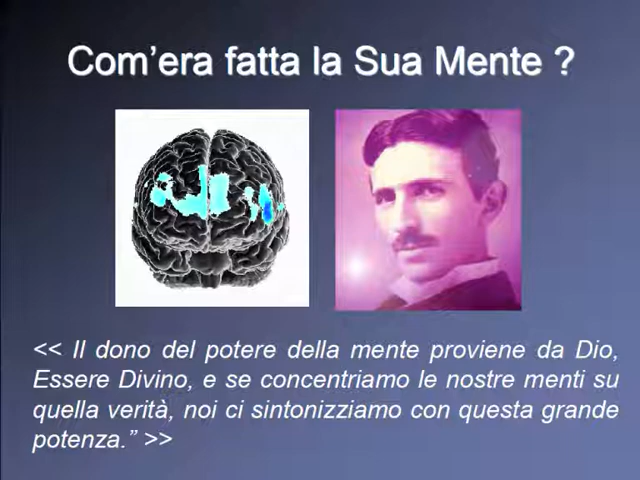 Com’era fatta la Sua Mente ?
<< Il dono del potere della mente proviene da Dio,
Essere Divino, e se concentriamo le nostre menti su
quella verità, noi ci sintonizziamo con questa grande
potenza.” >>